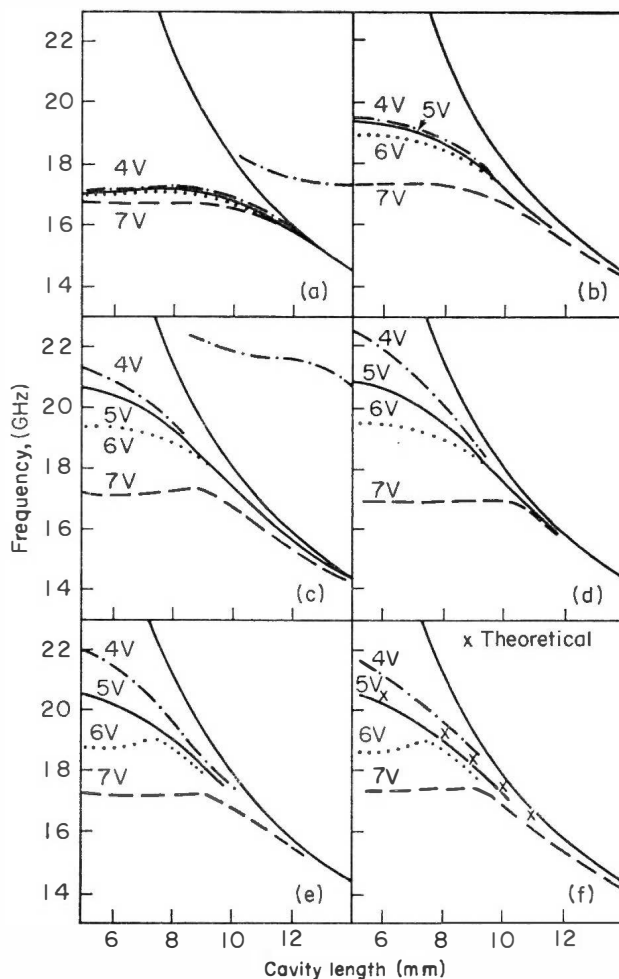 22
20
18
16
14
4V
7V
(a)
4V
5V
6V
7V
(b)
Frequency, (GHz)
22
20
18
16
14
4V
5V
6V
7V
(c)
4V
5V
6V
7V
(d)
22
20
18
16
14
4V
5V
6V
7V
(e)
x Theoretical
4V
5V
6V
7V
(f)
6 8 10 12 6 8 10 12
Cavity length (mm)